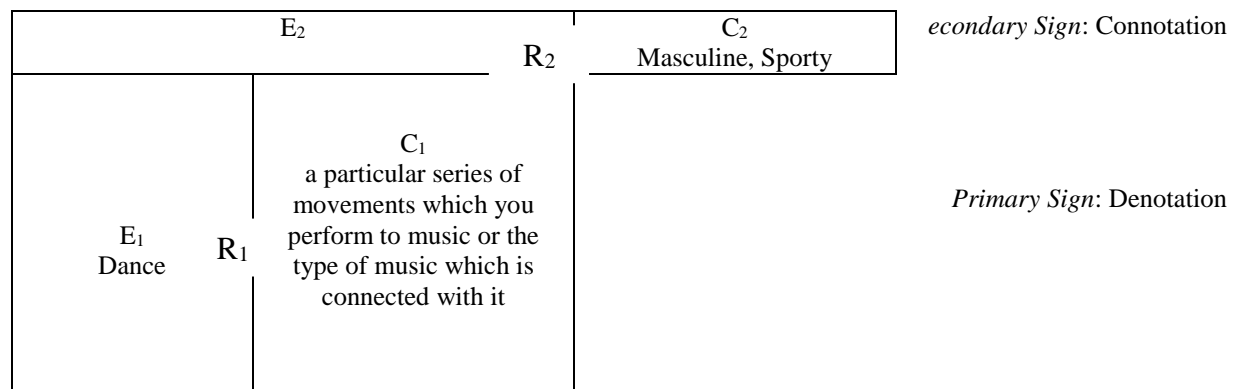 E₂
C₂
econdary Sign: Connotation
R₂
Masculine, Sporty
C₁
a particular series of
movements which you
perform to music or the
type of music which is
connected with it
Primary Sign: Denotation
E₁
Dance
R₁